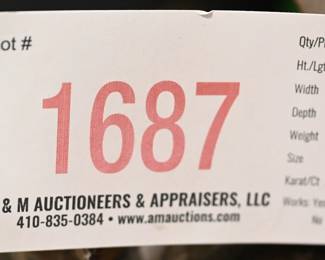 ot #
1687
& M AUCTIONEERS & APPRAISERS, LLC
410-835-0384 • www.amauctions.com
Qty/P
Ht./Lgt
Width
Depth
Weight
Size
Karat/Ct
Works: Yes
No